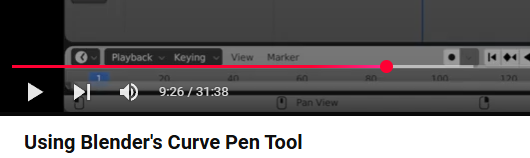 Playback Keying View Marker
1 20 40 60 80 100 120
9:26 / 31:38 Pan View
Using Blender's Curve Pen Tool